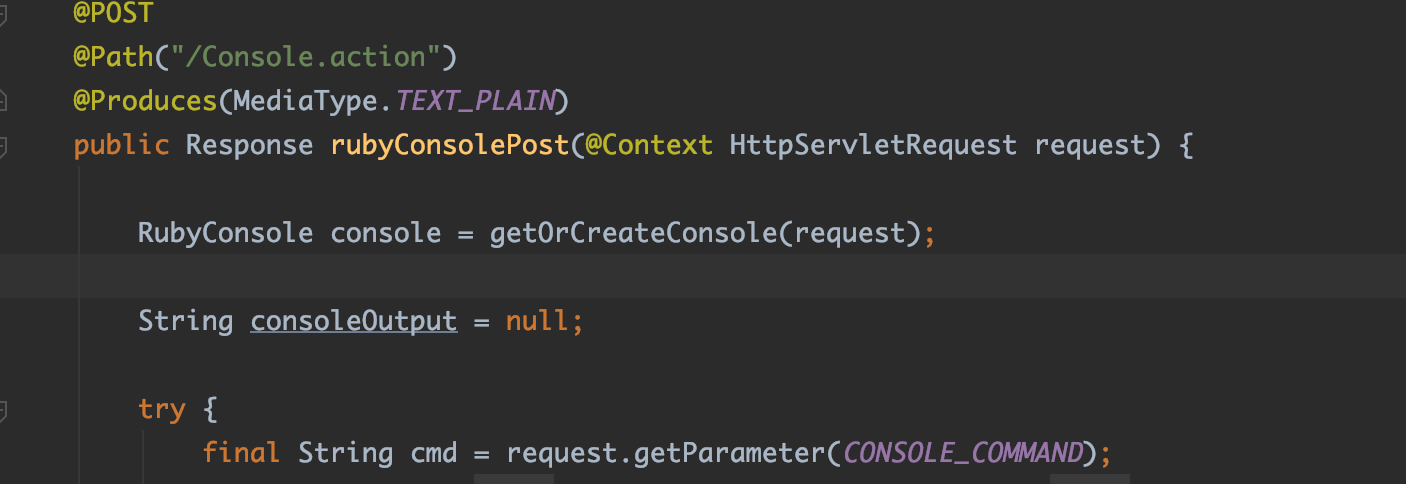 @POST
@Path("/Console.action")
@Produces(MediaType.TEXT_PLAIN)
public Response rubyConsolePost(@Context HttpServletRequest request) {
RubyConsole console = getOrCreateConsole(request);
String consoleOutput = null;
try {
final String cmd = request.getParameter(CONSOLE_COMMAND);